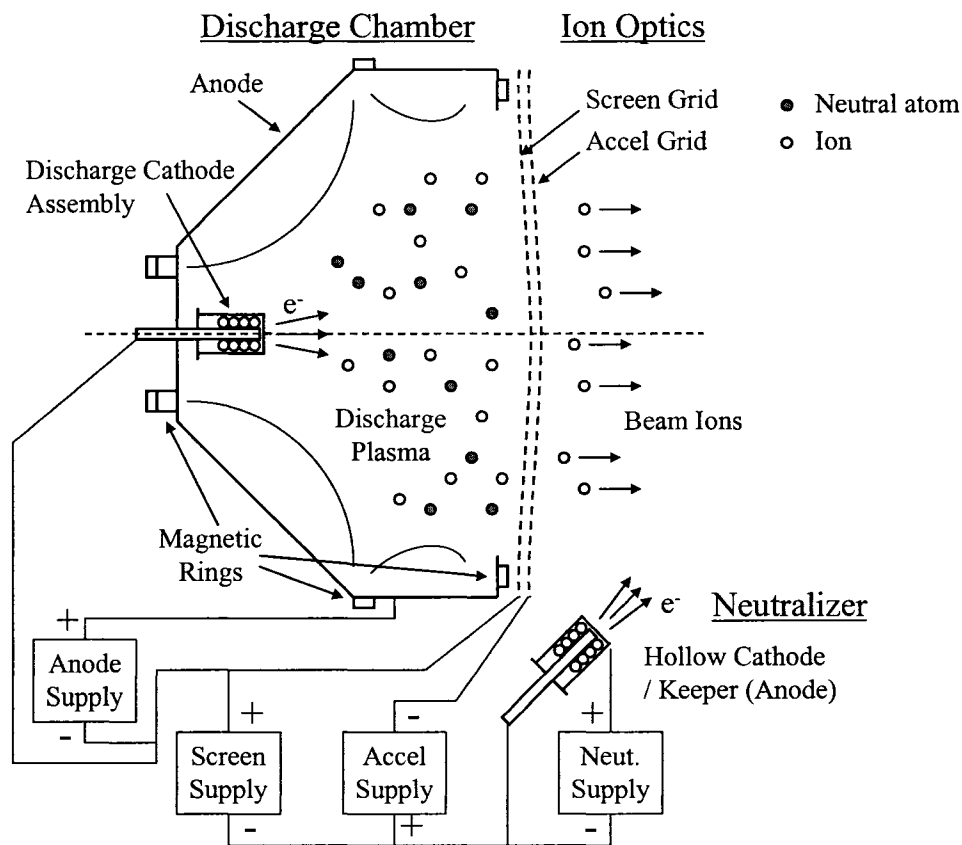 Discharge Chamber
Ion Optics
Anode
Screen Grid
Accel Grid
Neutral atom
Ion
Discharge Cathode
Assembly
e-
Discharge
Plasma
Beam Ions
Magnetic
Rings
e-
Neutralizer
Hollow Cathode
/ Keeper (Anode)
+
Anode
Supply
-
+
Screen
Supply
-
-
Accel
Supply
+
+
Neut.
Supply
-